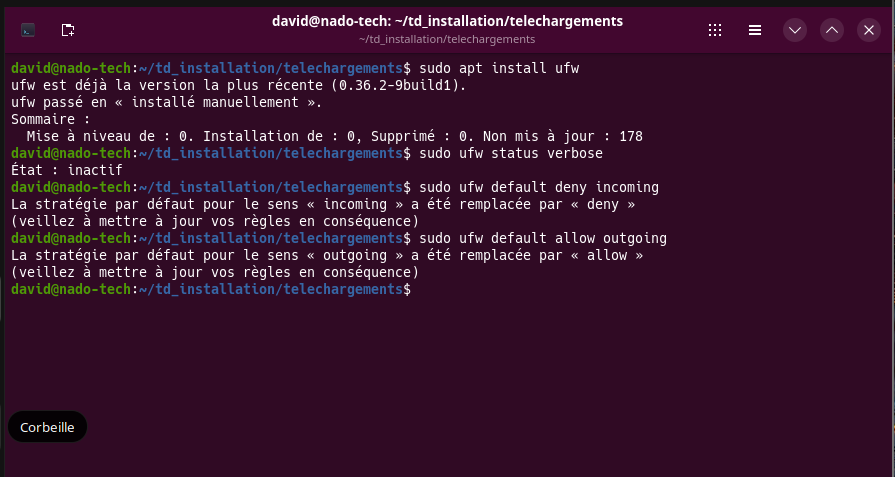 david@nado-tech: ~/td_installation/telechargements
~/td_installation/telechargements
david@nado-tech:~/td_installation/telechargements$ sudo apt install ufw
ufw est déjà la version la plus récente (0.36.2-9build1).
ufw passé en « installé manuellement ».
Sommaire :
  Mise à niveau de : 0. Installation de : 0, Supprimé : 0. Non mis à jour : 178
david@nado-tech:~/td_installation/telechargements$ sudo ufw status verbose
État : inactif
david@nado-tech:~/td_installation/telechargements$ sudo ufw default deny incoming
La stratégie par défaut pour le sens « incoming » a été remplacée par « deny »
(veillez à mettre à jour vos règles en conséquence)
david@nado-tech:~/td_installation/telechargements$ sudo ufw default allow outgoing
La stratégie par défaut pour le sens « outgoing » a été remplacée par « allow »
(veillez à mettre à jour vos règles en conséquence)
david@nado-tech:~/td_installation/telechargements$
Corbeille